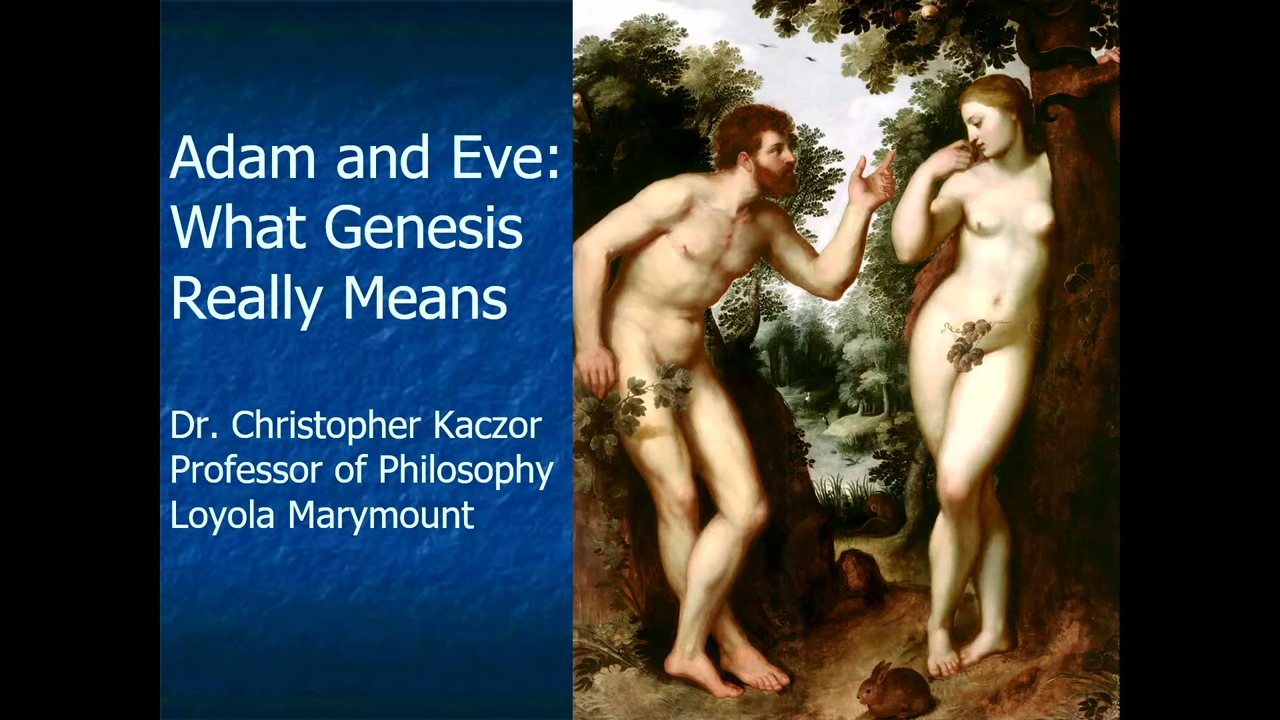 Adam and Eve:
What Genesis
Really Means
Dr. Christopher Kaczor
Professor of Philosophy
Loyola Marymount